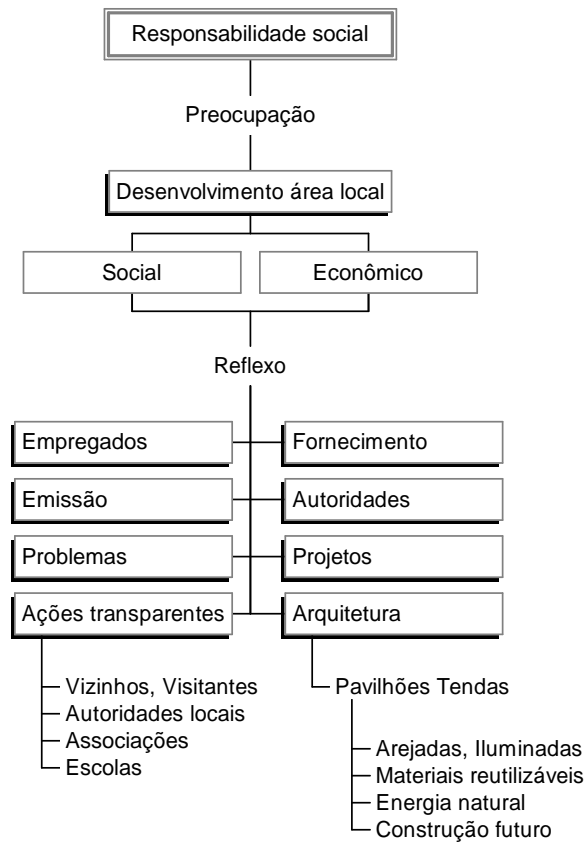 Responsabilidade social
Preocupação
Desenvolvimento área local
Social
Econômico
Reflexo
Empregados
Fornecimento
Emissão
Autoridades
Problemas
Projetos
Ações transparentes
Arquitetura
Vizinhos, Visitantes
Autoridades locais
Associações
Escolas
Pavilhões Tendas
Arejadas, Iluminadas
Materiais reutilizáveis
Energia natural
Construção futuro